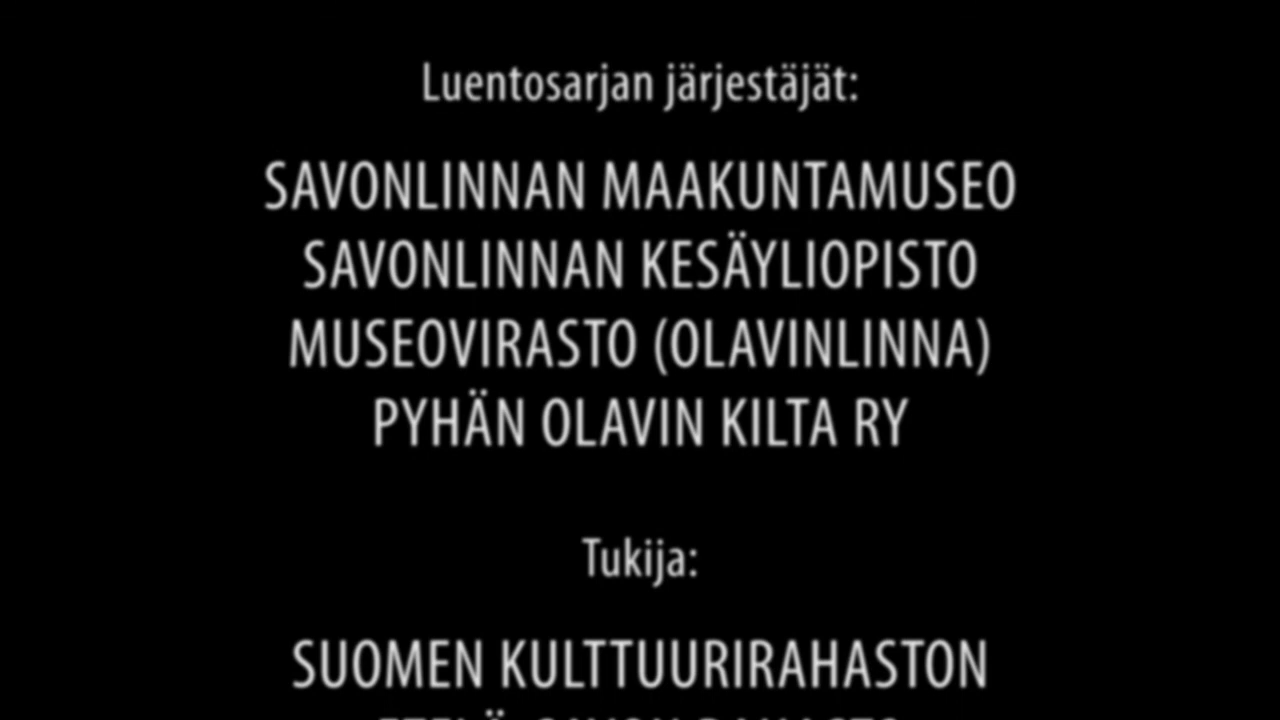 Luentosarjan järjestäjät:
SAVONLINNAN MAAKUNTAMUSEO
SAVONLINNAN KESÄYLIOPISTO
MUSEOVIRASTO (OLAVINLINNA)
PYHÄN OLAVIN KILTA RY
Tukija:
SUOMEN KULTTUURIRAHASTON